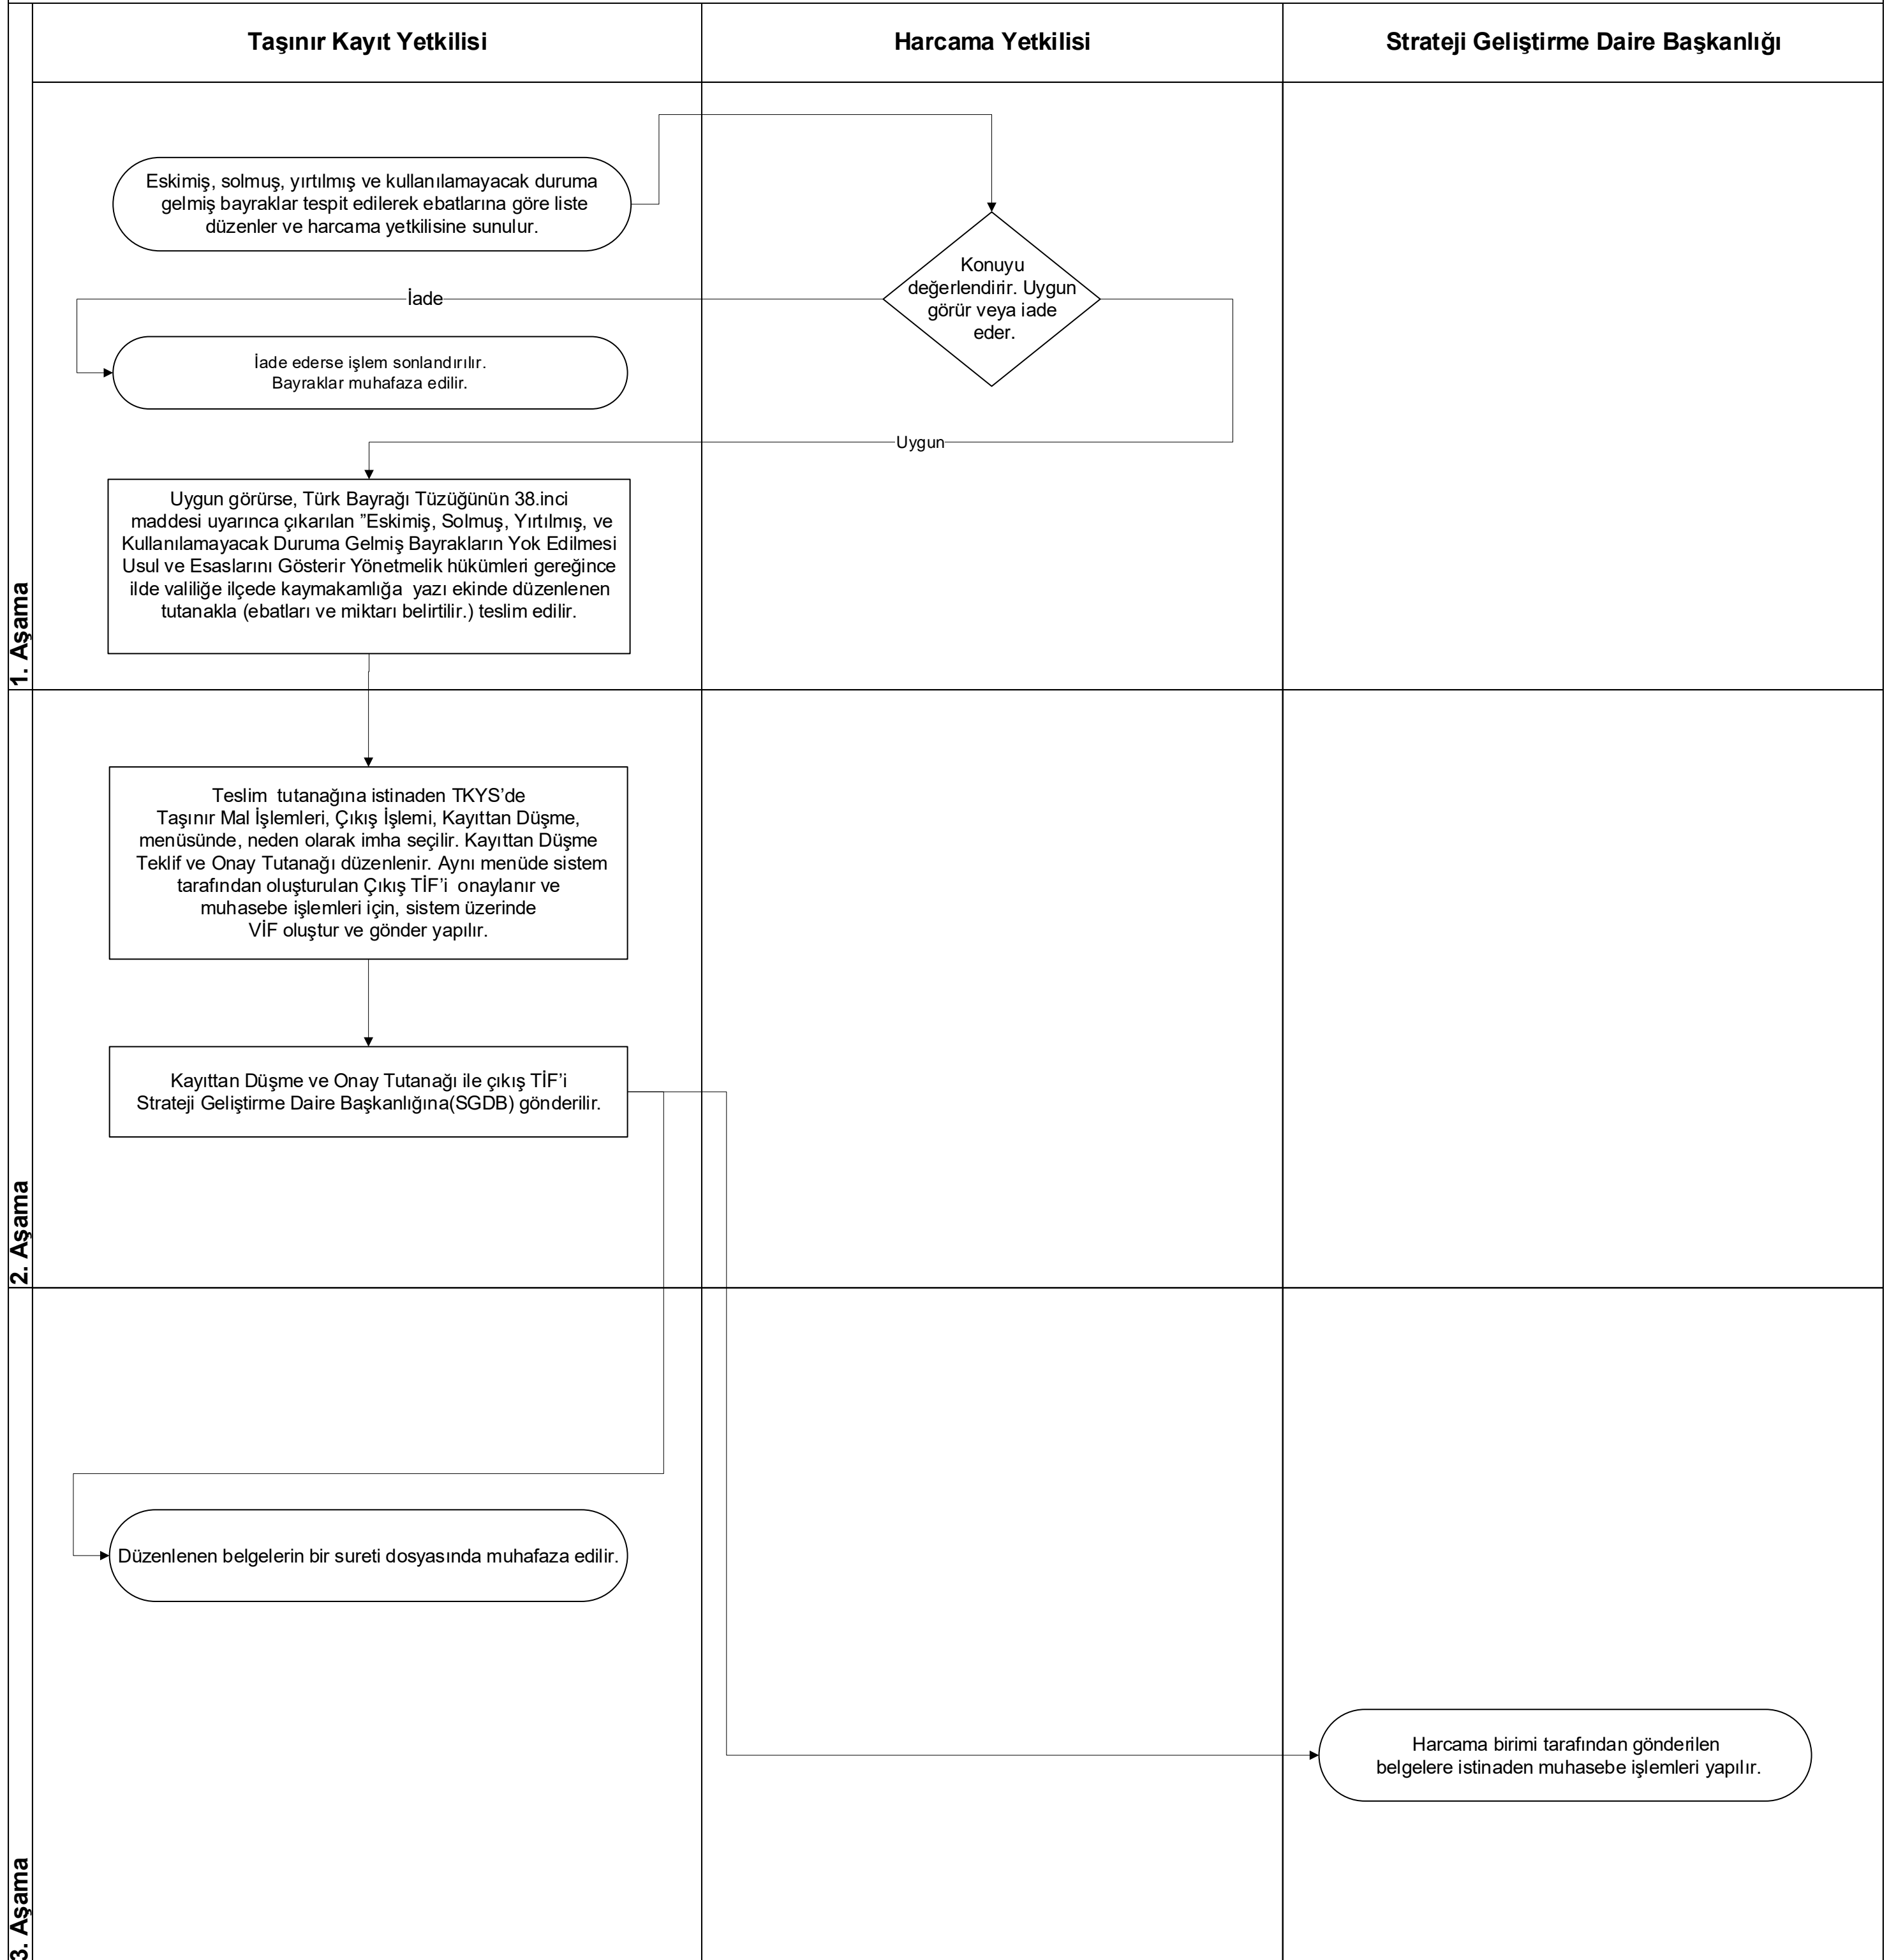 Taşınır Kayıt Yetkilisi
Harcama Yetkilisi
Strateji Geliştirme Daire Başkanlığı
1. Aşama
Eskimiş, solmuş, yırtılmış ve kullanılamayacak duruma
gelmiş bayraklar tespit edilerek ebatlarına göre liste
düzenler ve harcama yetkilisine sunulur.
Konuyu
değerlendirir. Uygun
görür veya iade
eder.
İade
İade ederse işlem sonlandırılır.
Bayraklar muhafaza edilir.
Uygun
Uygun görürse, Türk Bayrağı Tüzüğünün 38.inci
maddesi uyarınca çıkarılan ”Eskimiş, Solmuş, Yırtılmış, ve
Kullanılamayacak Duruma Gelmiş Bayrakların Yok Edilmesi
Usul ve Esaslarını Gösterir Yönetmelik hükümleri gereğince
ilde valiliğe ilçede kaymakamlığa yazı ekinde düzenlenen
tutanakla (ebatları ve miktarı belirtilir.) teslim edilir.
2. Aşama
Teslim tutanağına istinaden TKYS’de
Taşınır Mal İşlemleri, Çıkış İşlemi, Kayıttan Düşme,
menüsünde, neden olarak imha seçilir. Kayıttan Düşme
Teklif ve Onay Tutanağı düzenlenir. Aynı menüde sistem
tarafından oluşturulan Çıkış TİF’i onaylanır ve
muhasebe işlemleri için, sistem üzerinde
VİF oluştur ve gönder yapılır.
Kayıttan Düşme ve Onay Tutanağı ile çıkış TİF’i
Strateji Geliştirme Daire Başkanlığına(SGDB) gönderilir.
3. Aşama
Düzenlenen belgelerin bir sureti dosyasında muhafaza edilir.
Harcama birimi tarafından gönderilen
belgelere istinaden muhasebe işlemleri yapılır.